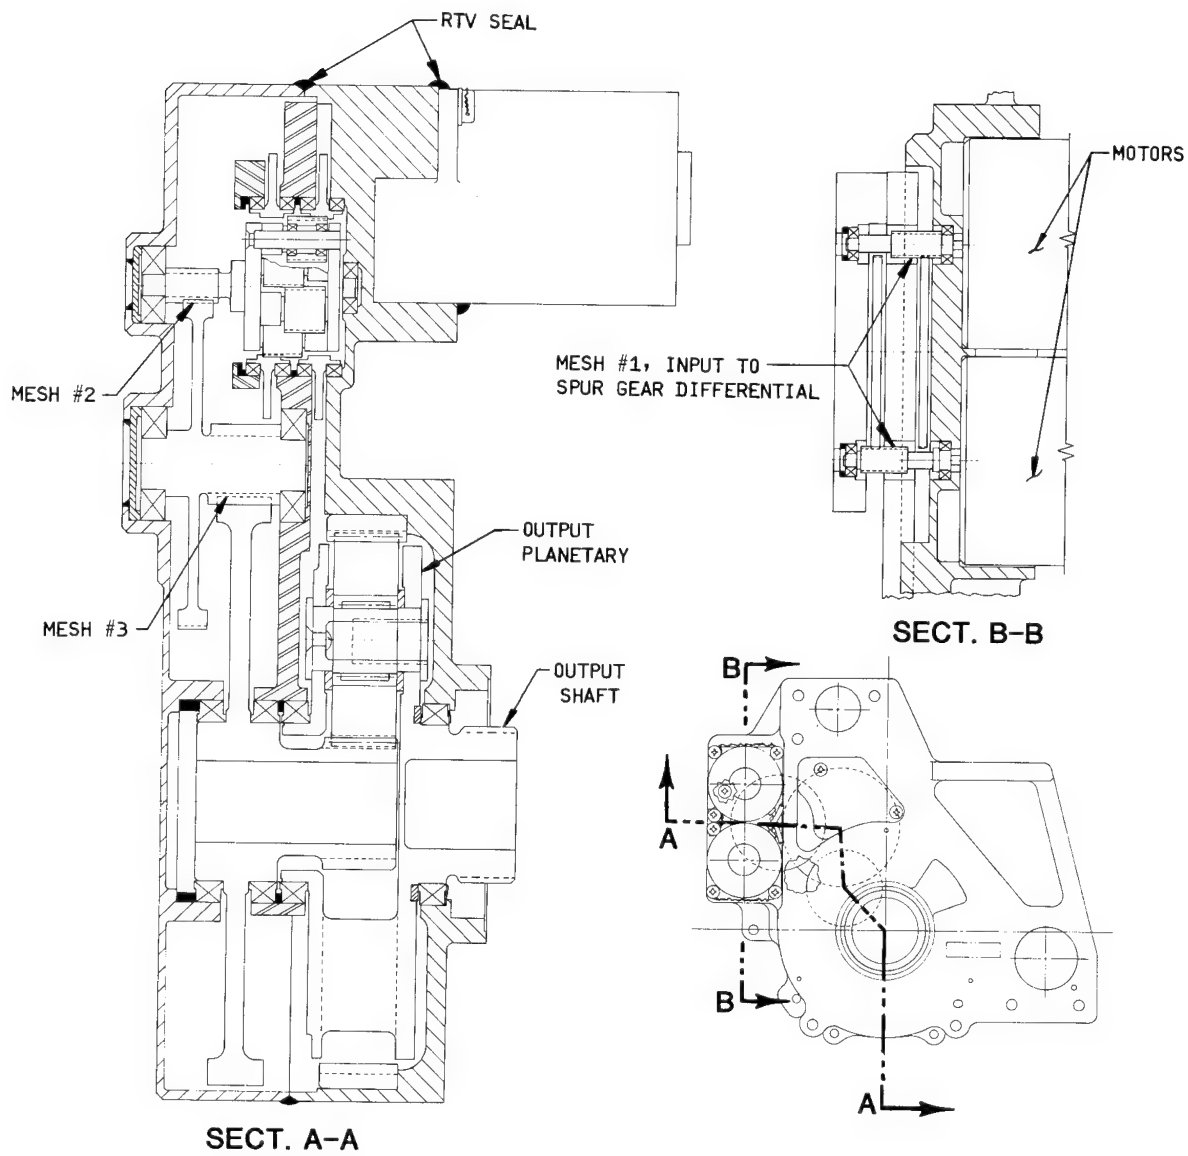 RTV SEAL
MOTORS
MESH #1, INPUT TO
SPUR GEAR DIFFERENTIAL
MESH #2
OUTPUT
PLANETARY
MESH #3
SECT. B-B
OUTPUT
SHAFT
B
A
A
B
A
SECT. A-A